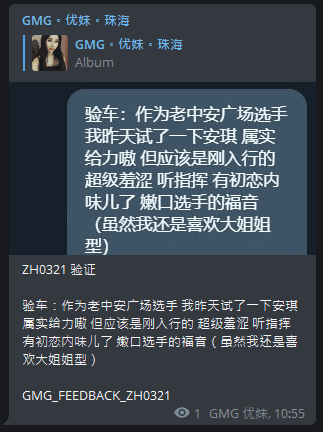 GMG • 优妹 • 珠海
GMG • 优妹 • 珠海
Album
验车：作为老中安广场选手
我昨天试了一下安琪 属实
给力嗷 但应该是刚入行的
超级羞涩 听指挥 有初恋内
味儿了 嫩口选手的福音
（虽然我还是喜欢大姐姐
型）
ZH0321 验证
验车：作为老中安广场选手 我昨天试了一下安琪
属实给力嗷 但应该是刚入行的 超级羞涩 听指挥
有初恋内味儿了 嫩口选手的福音（虽然我还是喜
欢大姐姐型）
GMG_FEEDBACK_ZH0321
1 GMG 优妹, 10:55